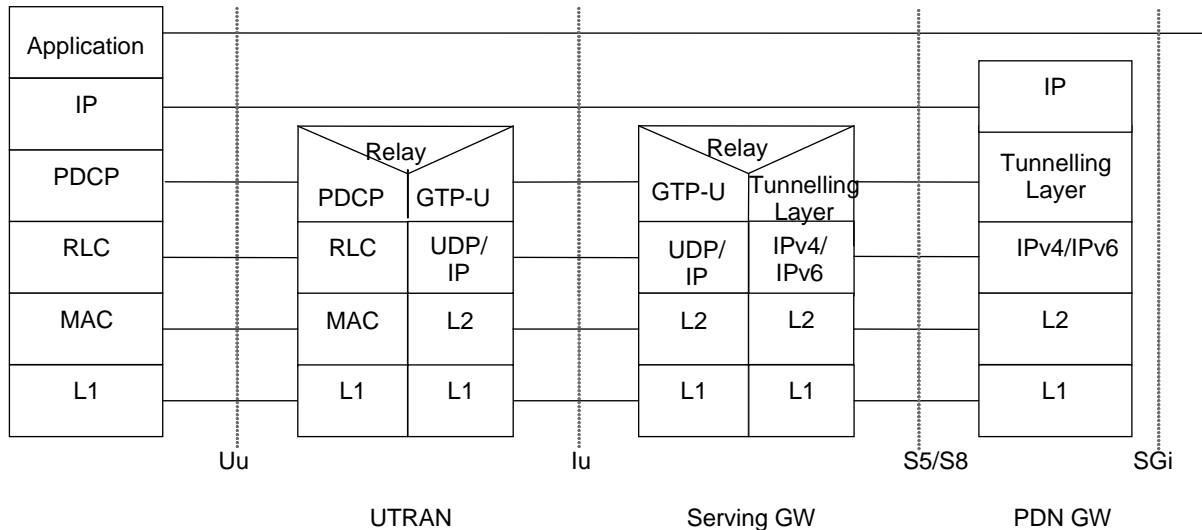 Application
IP
PDCP
RLC
MAC
L1
Uu
Relay
PDCP
GTP-U
RLC
UDP/
IP
MAC
L2
L1
L1
UTRAN
Iu
Relay
GTP-U
Tunnelling
Layer
UDP/
IP
IPv4/
IPv6
L2
L2
L1
L1
Serving GW
S5/S8
IP
Tunnelling
Layer
IPv4/IPv6
L2
L1
PDN GW
SGi